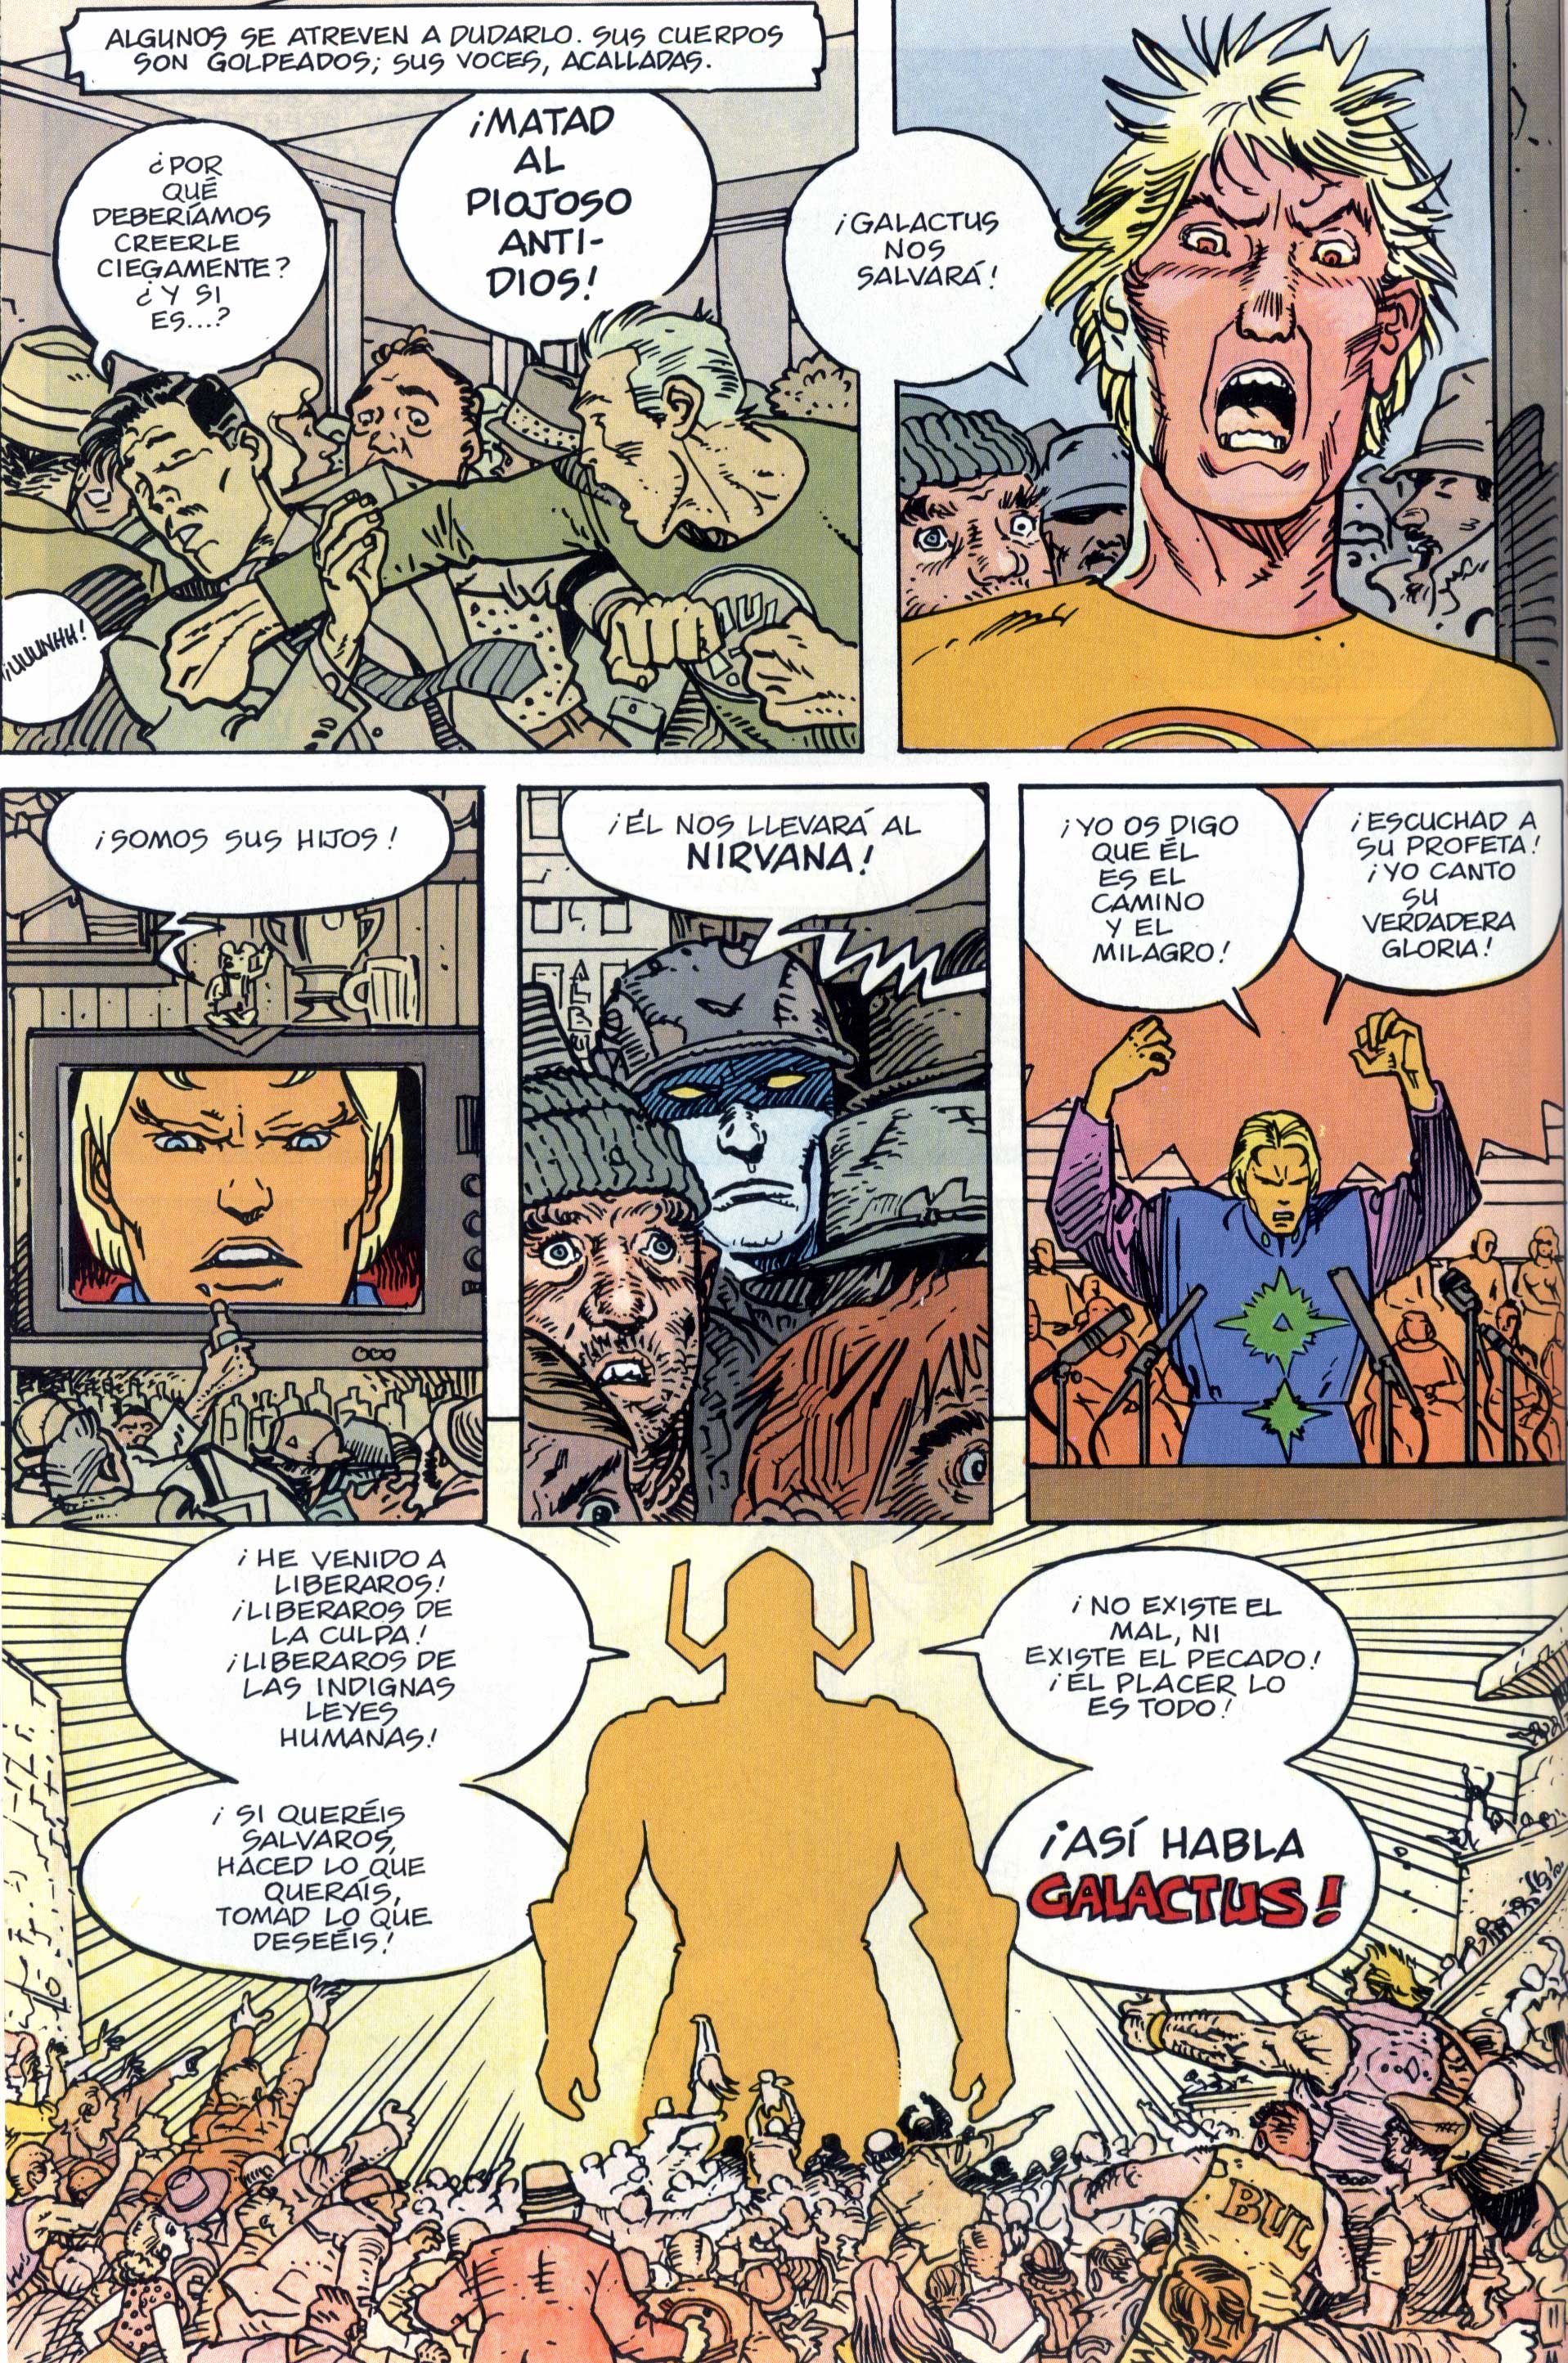 ALGUNOS SE ATREVEN A DUDARLO. SUS CUERPOS
SON GOLPEADOS; SUS VOCES, ACALLADAS.
¿POR
QUÉ
DEBERÍAMOS
CREERLE
CIEGAMENTE?
¿Y SI
ES...?
¡MATAD
AL
PIOJOSO
ANTI-
DIOS!
¡UUUNHH!
¡GALACTUS
NOS
SALVARÁ!
¡SOMOS SUS HIJOS!
¡ÉL NOS LLEVARÁ AL
NIRVANA!
¡YO OS DIGO
QUE ÉL
ES EL
CAMINO
Y EL
MILAGRO!
¡ESCUCHAD A
SU PROFETA!
¡YO CANTO
SU
VERDADERA
GLORIA!
¡HE VENIDO A
LIBERAROS!
¡LIBERAROS DE
LA CULPA!
¡LIBERAROS DE
LAS INDIGNAS
LEYES
HUMANAS!
¡SI QUERÉIS
SALVAROS,
HACED LO QUE
QUERÁIS,
TOMAD LO QUE
DESEÉIS!
¡NO EXISTE EL
MAL, NI
EXISTE EL PECADO!
¡EL PLACER LO
ES TODO!
¡ASÍ HABLA
GALACTUS!
BUL